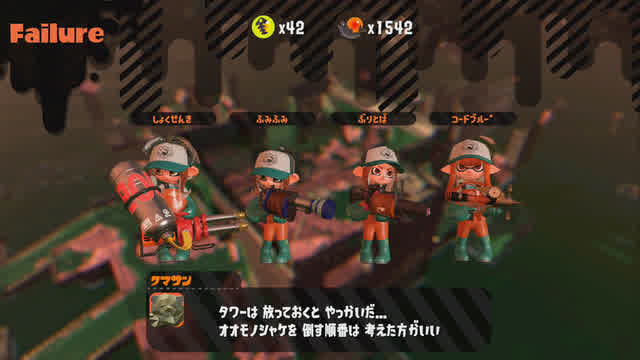 Failure
x42
x1542
しょくせんき
ふみふみ
ぷりとば
コードブルー°
クマサン
タワーは 放っておくと やっかいだ...
オオモノシャケを 倒す順番は 考えた方がいい